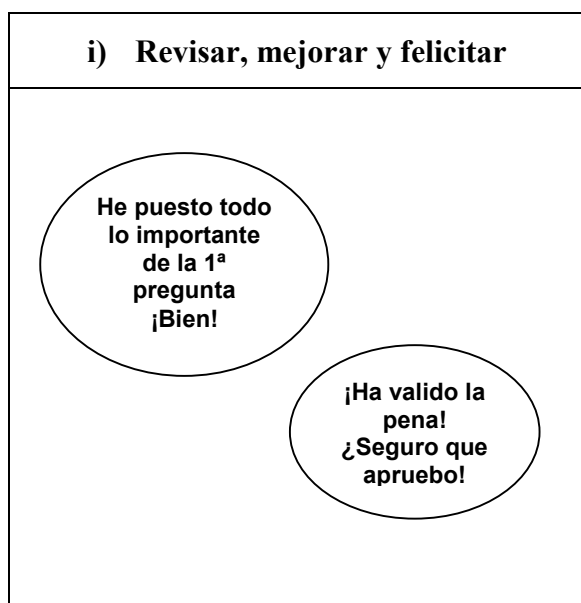 i) Revisar, mejorar y felicitar
He puesto todo
lo importante
de la 1ª
pregunta
¡Bien!
¡Ha valido la
pena!
¿Seguro que
apruebo!